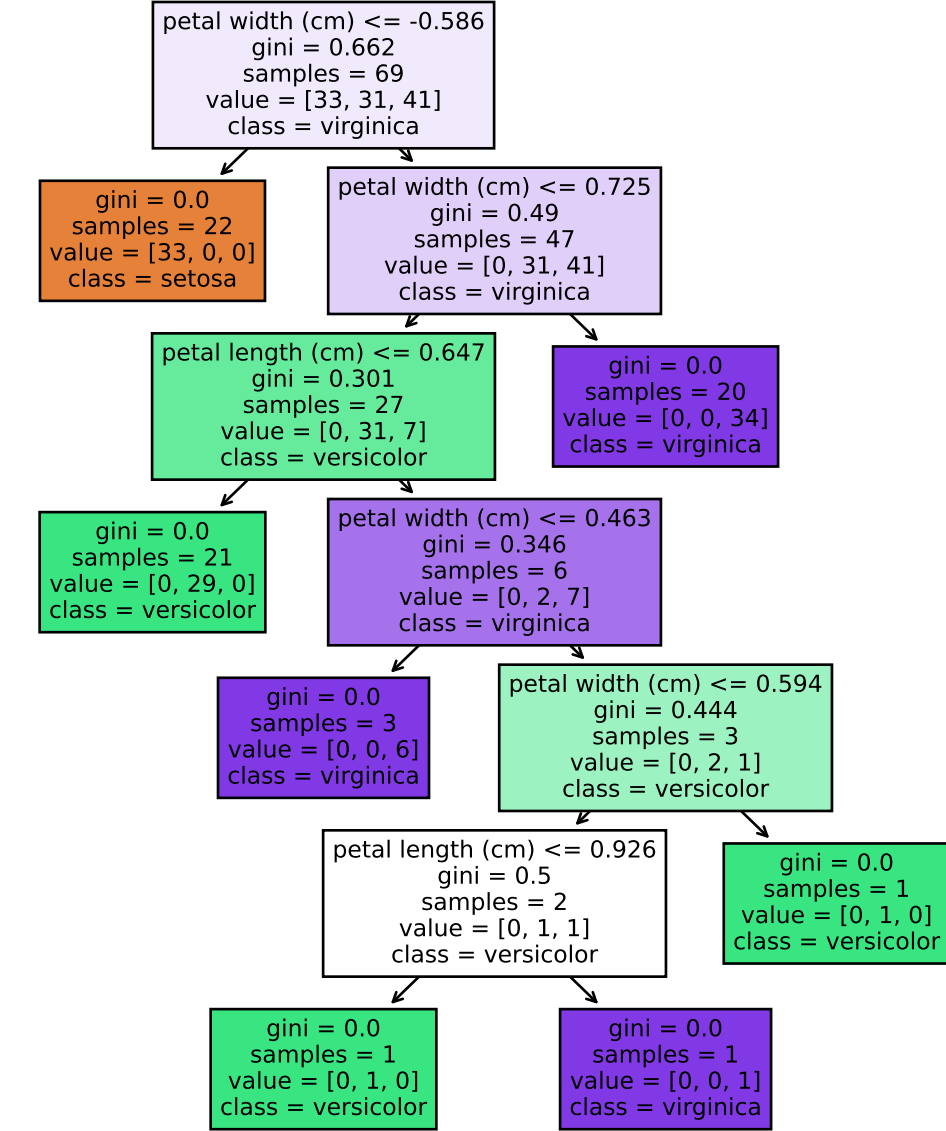 petal width (cm) <= -0.586
gini = 0.662
samples = 69
value = [33, 31, 41]
class = virginica
gini = 0.0
samples = 22
value = [33, 0, 0]
class = setosa
petal width (cm) <= 0.725
gini = 0.49
samples = 47
value = [0, 31, 41]
class = virginica
petal length (cm) <= 0.647
gini = 0.301
samples = 27
value = [0, 31, 7]
class = versicolor
gini = 0.0
samples = 20
value = [0, 0, 34]
class = virginica
gini = 0.0
samples = 21
value = [0, 29, 0]
class = versicolor
petal width (cm) <= 0.463
gini = 0.346
samples = 6
value = [0, 2, 7]
class = virginica
gini = 0.0
samples = 3
value = [0, 0, 6]
class = virginica
petal width (cm) <= 0.594
gini = 0.444
samples = 3
value = [0, 2, 1]
class = versicolor
petal length (cm) <= 0.926
gini = 0.5
samples = 2
value = [0, 1, 1]
class = versicolor
gini = 0.0
samples = 1
value = [0, 1, 0]
class = versicolor
gini = 0.0
samples = 1
value = [0, 1, 0]
class = versicolor
gini = 0.0
samples = 1
value = [0, 0, 1]
class = virginica